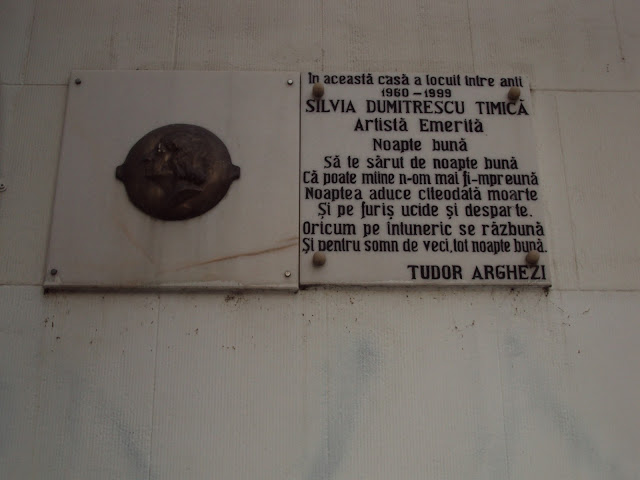 In această casă a locuit între anii
1960 – 1999
SILVIA DUMITRESCU TIMICĂ
Artistă Emerită
Noapte bună
Să te sărut de noapte bună
Că poate mîine n-om mai fi-mpreună
Noaptea aduce cîteodată moarte
Și pe furiș ucide și desparte.
Oricum pe întuneric se răzbună
Și pentru somn de veci, tot noapte bună.
TUDOR ARGHEZI